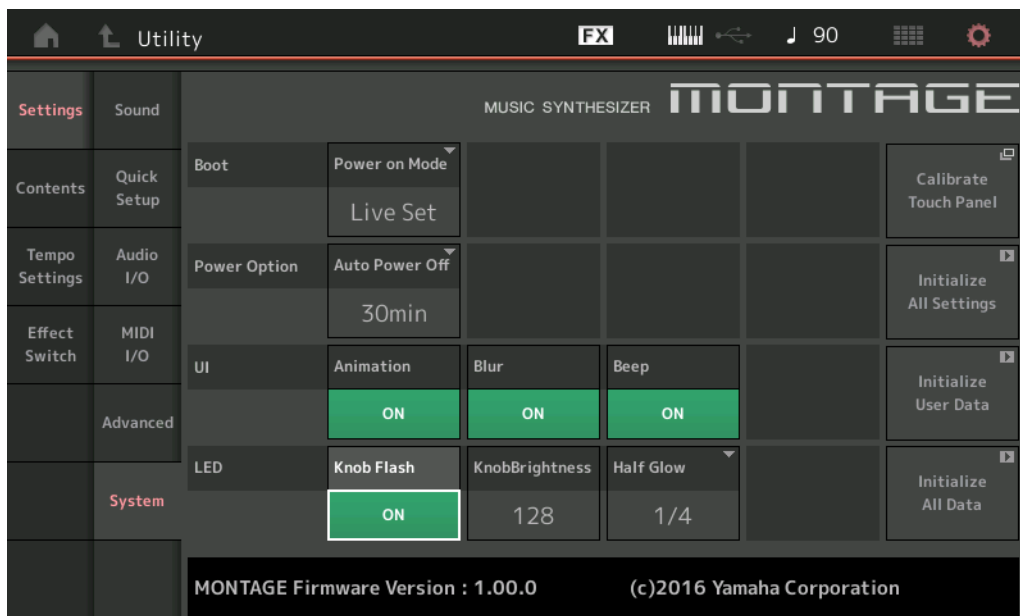 Utility
FX
90
Settings
Contents
Tempo
Settings
Effect
Switch
Sound
Quick
Setup
Audio
I/O
MIDI
I/O
Advanced
System
MUSIC SYNTHESIZER MONTAGE
Boot
Power on Mode
Live Set
Calibrate
Touch Panel
Power Option
Auto Power Off
30min
Initialize
All Settings
UI
Animation
ON
Blur
ON
Beep
ON
Initialize
User Data
LED
Knob Flash
ON
KnobBrightness
128
Half Glow
1/4
Initialize
All Data
MONTAGE Firmware Version : 1.00.0
(c)2016 Yamaha Corporation